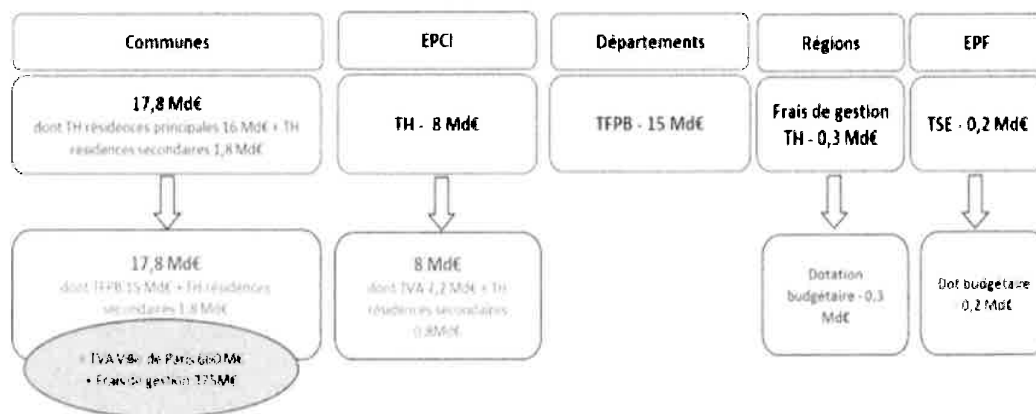 Communes
EPCI
Départements
Régions
EPF
17,8 Md€
dont TH résidences principales 16 Md€ + TH
résidences secondaires 1,8 Md€
TH - 8 Md€
TFPB - 15 Md€
Frais de gestion
TH - 0,3 Md€
TSE - 0,2 Md€
17,8 Md€
dont TFPB 15 Md€ + TH résidences
secondaires 1,8 Md€
+ TVA Ville de Paris M€
+ Frais de gestion M€
8 Md€
dont TVA 7,2 Md€ + TH
résidences secondaires
0,8Md€
Dotation
budgétaire - 0,3
Md€
Dot budgétaire
- 0,2 Md€